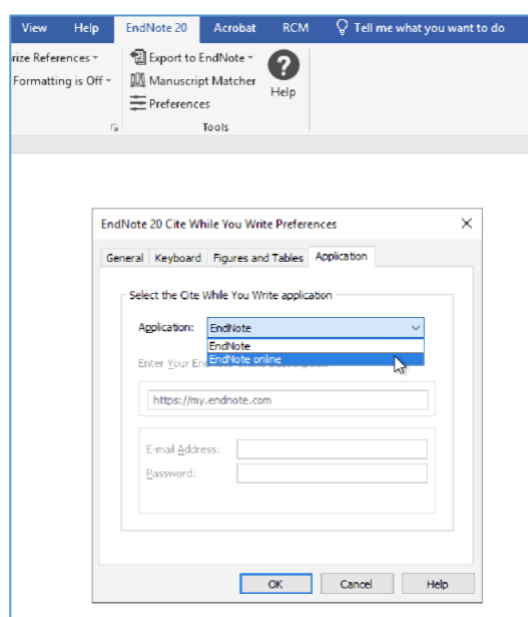 View Help EndNote 20 Acrobat RCM Tell me what you want to do
rize References Export to EndNote
Formatting is Off Manuscript Matcher
Preferences
Help
Tools
EndNote 20 Cite While You Write Preferences
General Keyboard Figures and Tables Application
Select the Cite While You Write application
Application: EndNote
EndNote
EndNote online
Enter Your En
https://my.endnote.com
E-mail Address:
Password:
OK Cancel Help